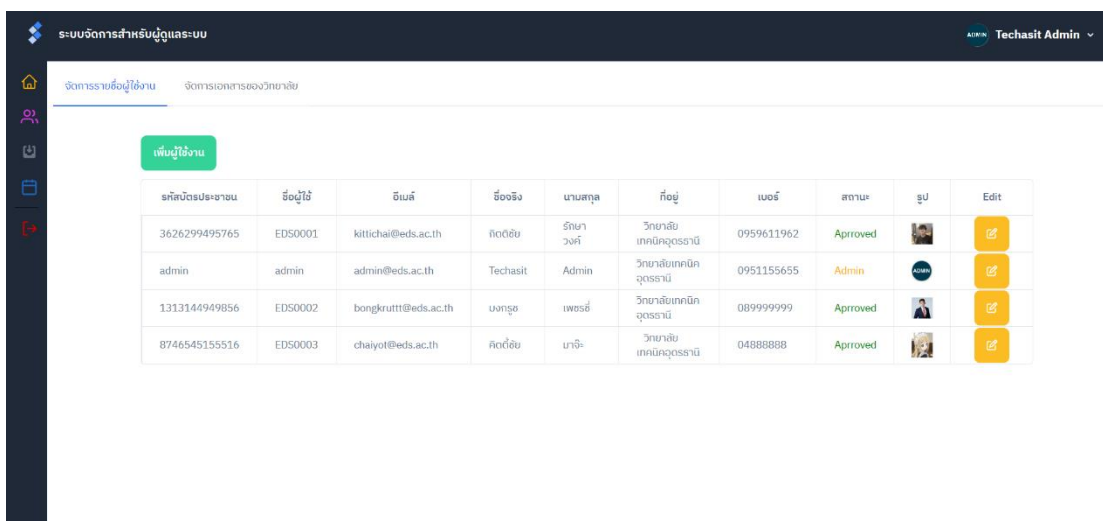 ระบบจัดการสำหรับผู้ดูแลระบบ ADMIN Techasit Admin
จัดการรายชื่อผู้ใช้งาน จัดการเอกสารของวิทยาลัย
เพิ่มผู้ใช้งาน
รหัสบัตรประชาชน ชื่อผู้ใช้ อีเมล์ ชื่อจริง นามสกุล ที่อยู่ เบอร์ สถานะ รูป Edit
3626299495765 EDS0001 kittichai@eds.ac.th กิตติชัย รักษา วงค์ วิทยาลัย เทคนิคอุดรธานี 0959611962 Aprroved
admin admin admin@eds.ac.th Techasit Admin วิทยาลัยเทคนิค อุดรธานี 0951155655 Admin ADMIN
1313144949856 EDS0002 bongkruttt@eds.ac.th บงกรุช เพชรชี่ วิทยาลัยเทคนิค อุดรธานี 089999999 Aprroved
8746545155516 EDS0003 chaiyot@eds.ac.th คิตตี้ชัย มาจ๊ะ วิทยาลัย เทคนิคอุดรธานี 04888888 Aprroved